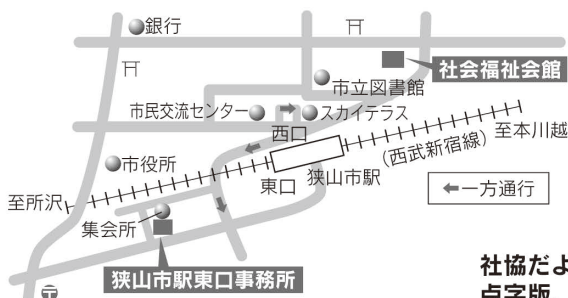 銀行
社会福祉会館
市立図書館
市民交流センター
スカイテラス
西口
至本川越
(西武新宿線)
市役所
狭山市駅
東口
一方通行
至所沢
集会所
狭山市駅東口事務所
社協だよ
点字版